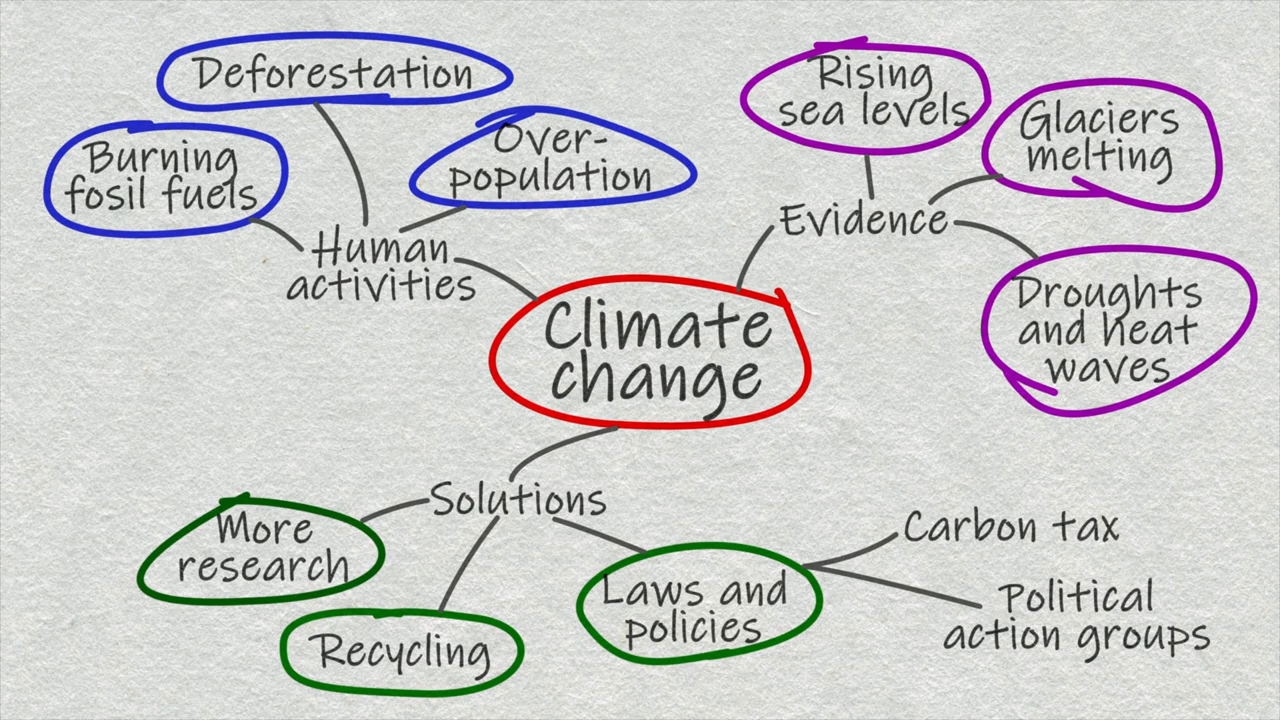 Deforestation
Burning
fosil fuels
Over-
population
Human
activities
Rising
sea levels
Glaciers
melting
Evidence
Droughts
and heat
waves
Climate
change
Solutions
More
research
Recycling
Laws and
policies
Carbon tax
Political
action groups